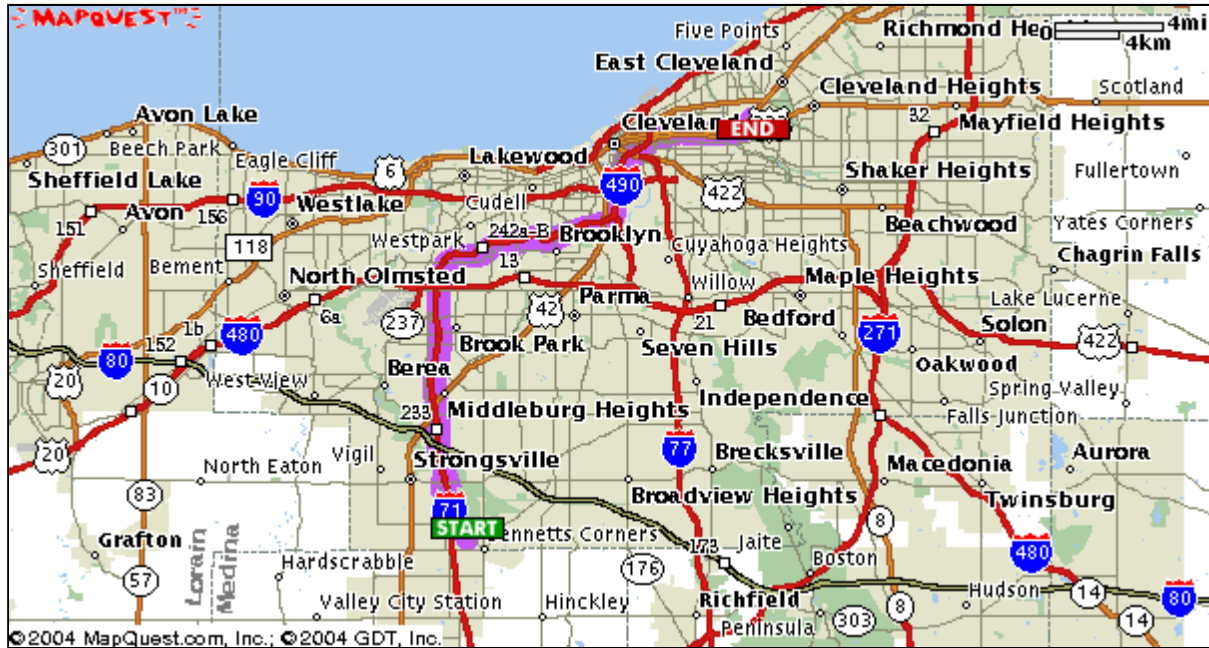 MAPQUEST
Five Points
Richmond He
0 4mi
4km
East Cleveland
Cleveland Heights
Scotland
Avon Lake
Cleveland
END
32
Mayfield Heights
301
Beech Park
Eagle Cliff
6
Lakewood
490
422
Shaker Heights
Fullertown
Sheffield Lake
90
Westlake
Cudell
151
Avon
156
Beachwood
Yates Corners
118
Westpark
242a-B
Brooklyn
Cuyahoga Heights
Chagrin Falls
Sheffield
Bement
North Olmsted
13
Willow
Maple Heights
6a
Parma
Lake Lucerne
1b
480
237
42
21
Bedford
271
Solon
422
80
152
Brook Park
Seven Hills
Oakwood
20
10
West View
Berea
Spring Valley
Independence
233
Middleburg Heights
Falls Junction
20
Vigil
Strongsville
77
Brecksville
Aurora
North Eaton
Macedonia
83
71
Broadview Heights
Twinsburg
START
8
Grafton
ennetts Corners
173
Jaite
480
Lorain
Medina
Hardscrabble
176
Boston
57
14
Hudson
80
Valley City Station
Hinckley
Richfield
8
14
Peninsula
303
©2004 MapQuest.com, Inc.; ©2004 GDT, Inc.